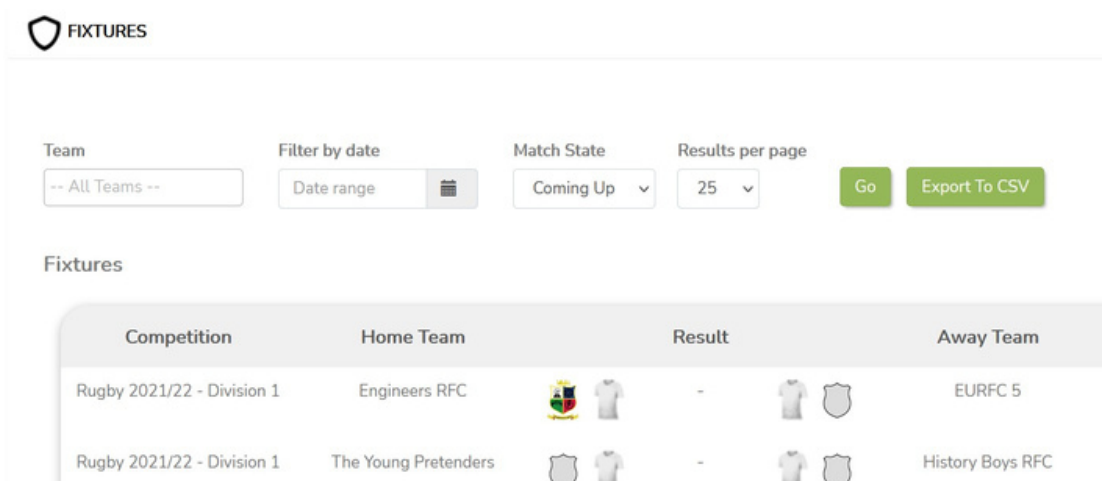 FIXTURES
Team Filter by date Match State Results per page
-- All Teams -- Date range Coming Up 25 Go Export To CSV
Fixtures
Competition Home Team Result Away Team
Rugby 2021/22 - Division 1 Engineers RFC - EURFC 5
Rugby 2021/22 - Division 1 The Young Pretenders - History Boys RFC